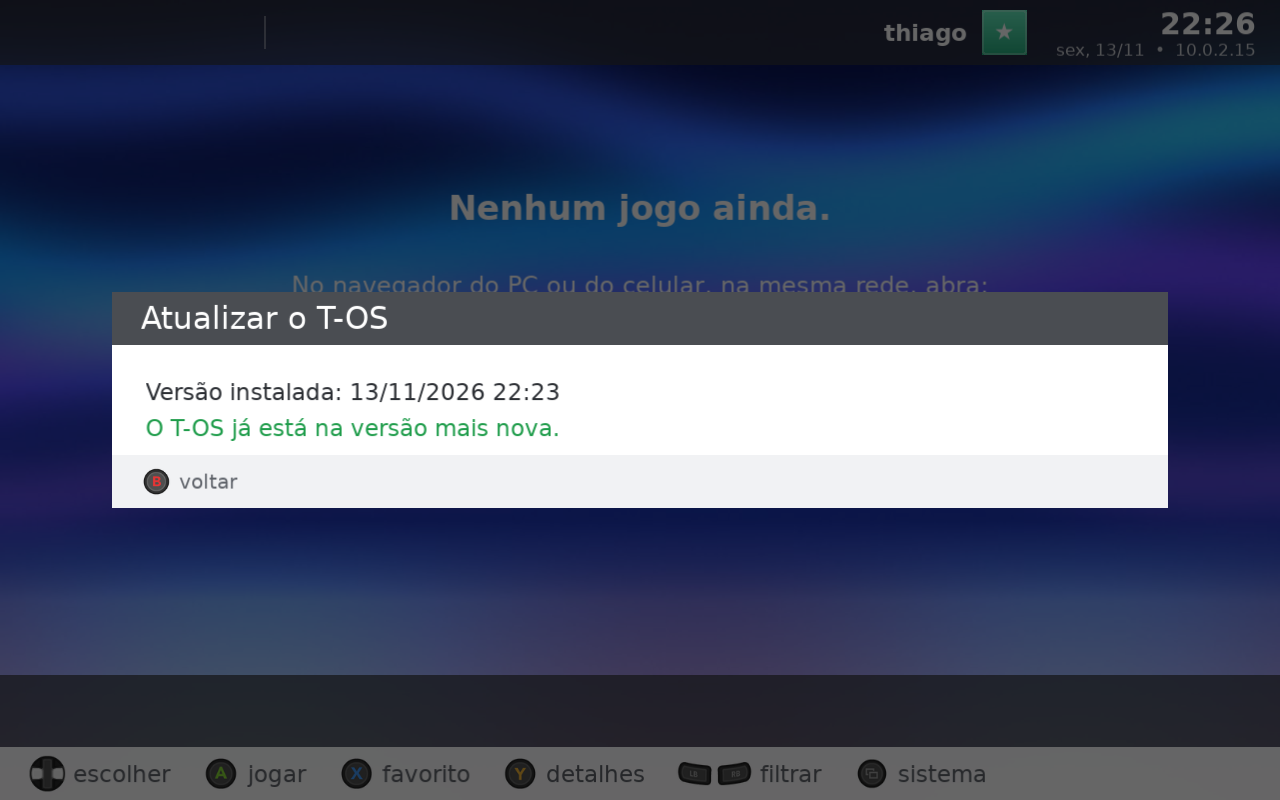 thiago
★
22:26
sex, 13/11 • 10.0.2.15
Nenhum jogo ainda.
No navegador do PC ou do celular, na mesma rede, abra:
Atualizar o T-OS
Versão instalada: 13/11/2026 22:23
O T-OS já está na versão mais nova.
B voltar
escolher A jogar X favorito Y detalhes LB RB filtrar sistema